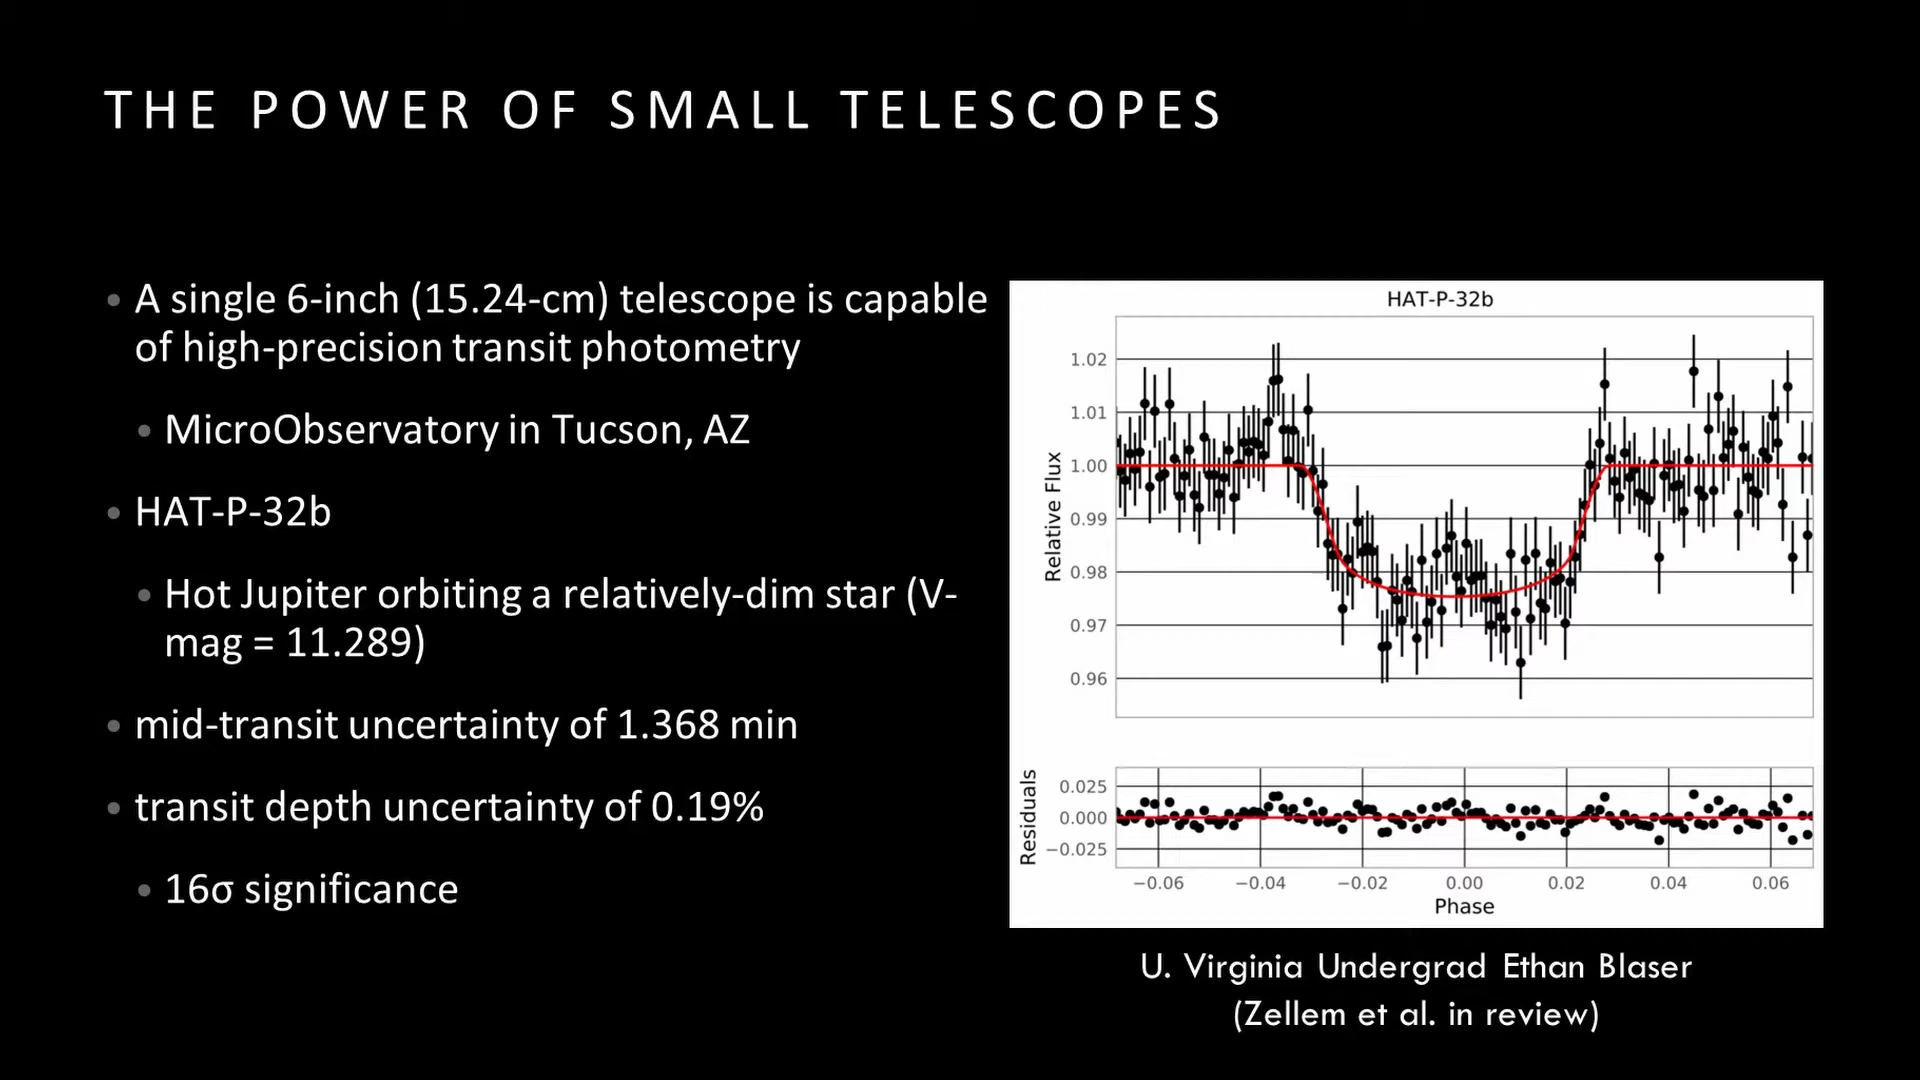 THE POWER OF SMALL TELESCOPES
• A single 6-inch (15.24-cm) telescope is capable
of high-precision transit photometry
• MicroObservatory in Tucson, AZ
• HAT-P-32b
• Hot Jupiter orbiting a relatively-dim star (V-
mag = 11.289)
• mid-transit uncertainty of 1.368 min
• transit depth uncertainty of 0.19%
• 16σ significance
HAT-P-32b
Relative Flux
1.02
1.01
1.00
0.99
0.98
0.97
0.96
Residuals
0.025
0.000
−0.025
−0.06 −0.04 −0.02 0.00 0.02 0.04 0.06
Phase
U. Virginia Undergrad Ethan Blaser
(Zellem et al. in review)